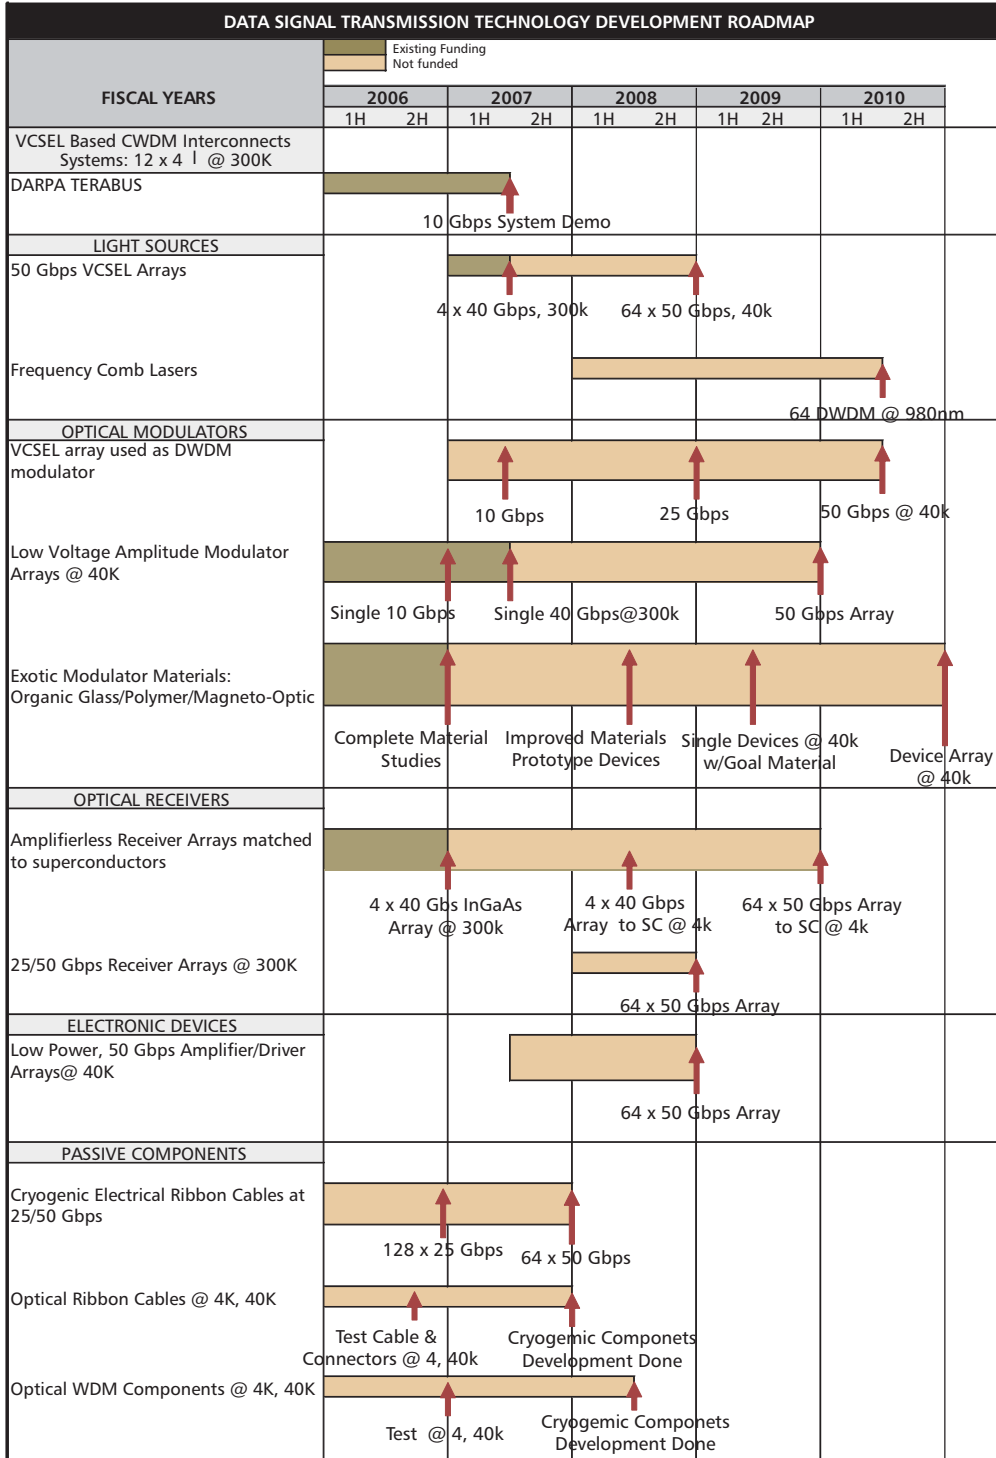 DATA SIGNAL TRANSMISSION TECHNOLOGY DEVELOPMENT ROADMAP
Existing Funding
Not funded
FISCAL YEARS
2006 2007 2008 2009 2010
1H 2H 1H 2H 1H 2H 1H 2H 1H 2H
VCSEL Based CWDM Interconnects
Systems: 12 x 4 l @ 300K
DARPA TERABUS
10 Gbps System Demo
LIGHT SOURCES
50 Gbps VCSEL Arrays
4 x 40 Gbps, 300k
64 x 50 Gbps, 40k
Frequency Comb Lasers
64 DWDM @ 980nm
OPTICAL MODULATORS
VCSEL array used as DWDM
modulator
10 Gbps
25 Gbps
50 Gbps @ 40k
Low Voltage Amplitude Modulator
Arrays @ 40K
Single 10 Gbps
Single 40 Gbps@300k
50 Gbps Array
Exotic Modulator Materials:
Organic Glass/Polymer/Magneto-Optic
Complete Material
Studies
Improved Materials
Prototype Devices
Single Devices @ 40k
w/Goal Material
Device Array
@ 40k
OPTICAL RECEIVERS
Amplifierless Receiver Arrays matched
to superconductors
4 x 40 Gbs InGaAs
Array @ 300k
4 x 40 Gbps
Array to SC @ 4k
64 x 50 Gbps Array
to SC @ 4k
25/50 Gbps Receiver Arrays @ 300K
64 x 50 Gbps Array
ELECTRONIC DEVICES
Low Power, 50 Gbps Amplifier/Driver
Arrays@ 40K
64 x 50 Gbps Array
PASSIVE COMPONENTS
Cryogenic Electrical Ribbon Cables at
25/50 Gbps
128 x 25 Gbps
64 x 50 Gbps
Optical Ribbon Cables @ 4K, 40K
Test Cable &
Connectors @ 4, 40k
Cryogemic Componets
Development Done
Optical WDM Components @ 4K, 40K
Test @ 4, 40k
Cryogemic Componets
Development Done